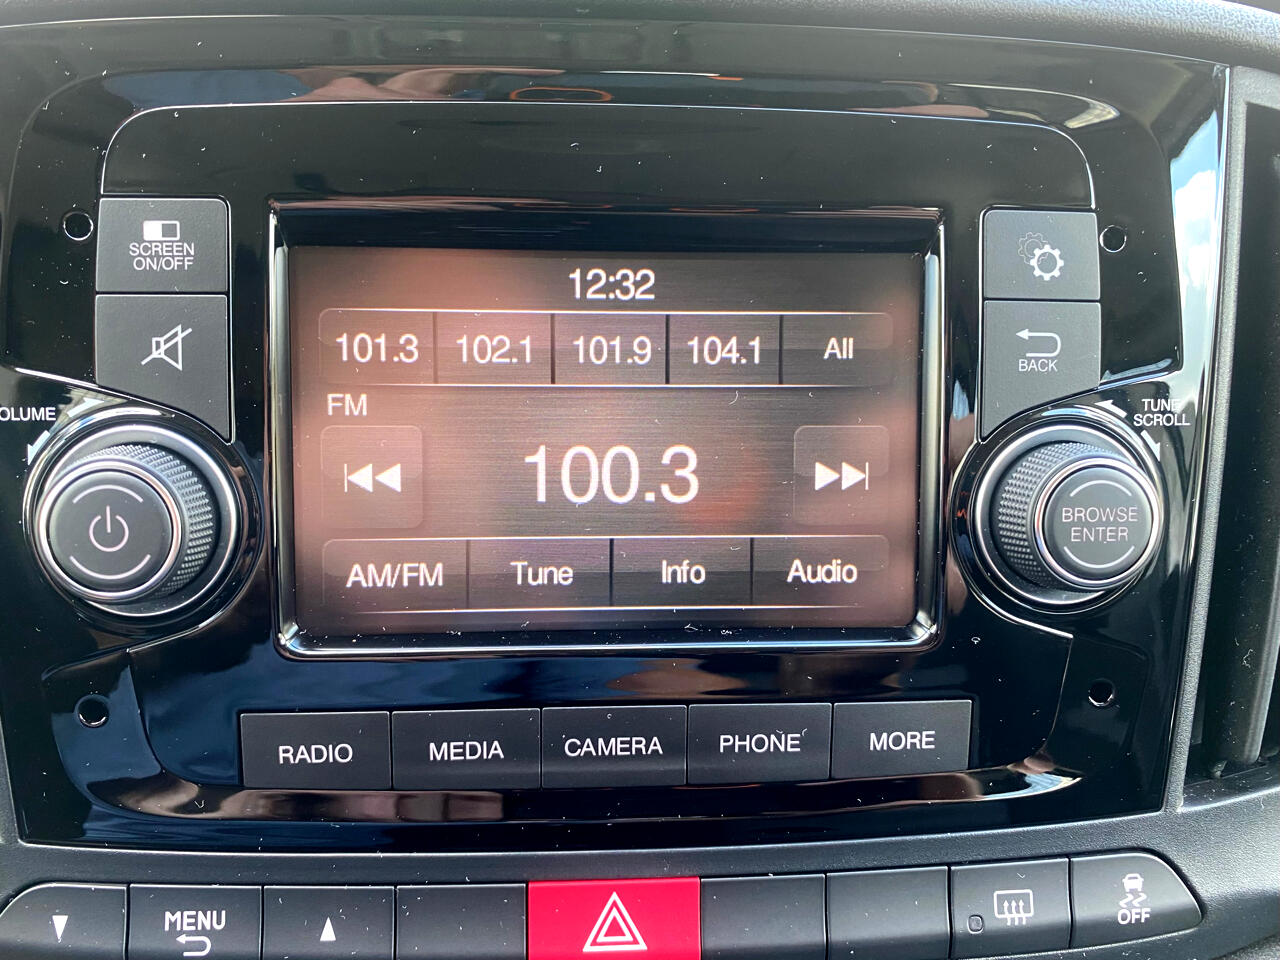 12:32
SCREEN
ON/OFF
101.3 102.1 101.9 104.1 All
BACK
FM
OLUME
TUNE
SCROLL
100.3
BROWSE
ENTER
AM/FM Tune Info Audio
RADIO MEDIA CAMERA PHONE MORE
MENU
OFF